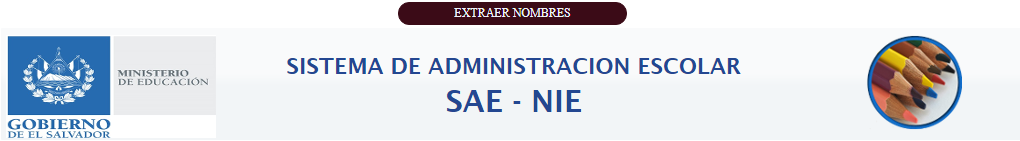 EXTRAER NOMBRES
SISTEMA DE ADMINISTRACION ESCOLAR
SAE - NIE
MINISTERIO
DE EDUCACIÓN
GOBIERNO
DE EL SALVADOR